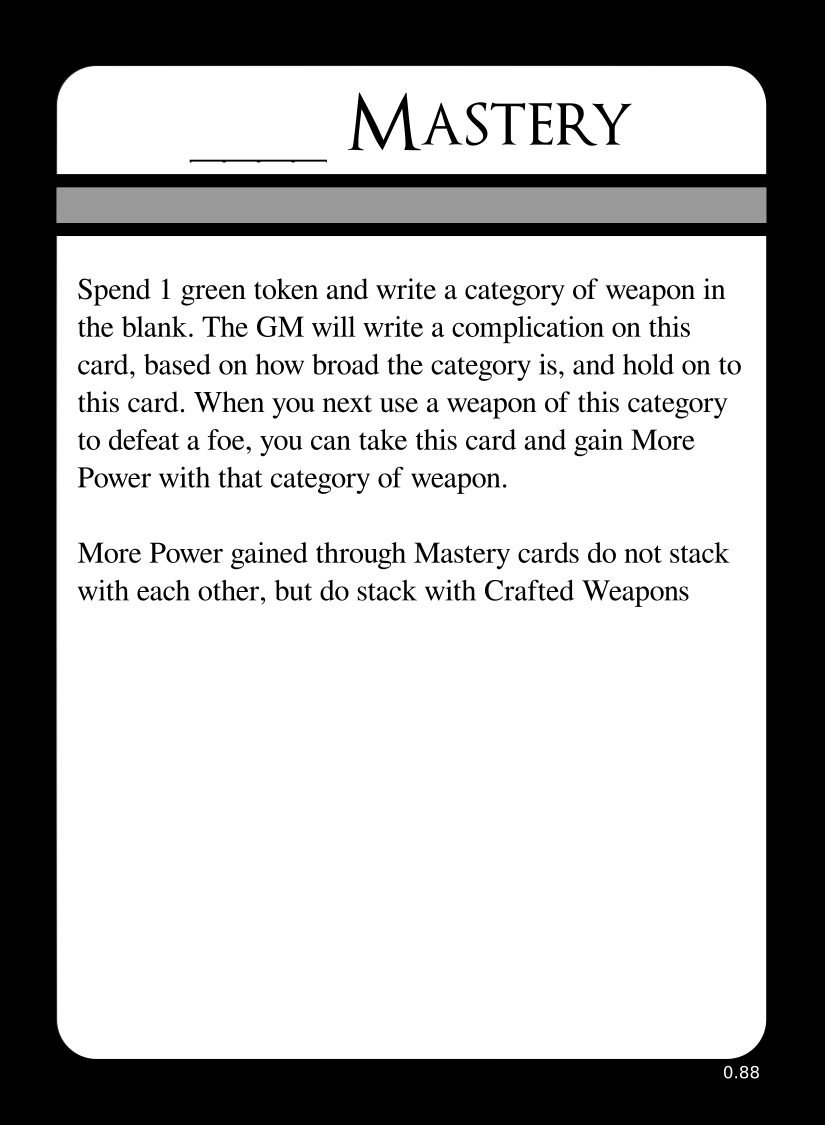 ____ Mastery
Spend 1 green token and write a category of weapon in
the blank. The GM will write a complication on this
card, based on how broad the category is, and hold on to
this card. When you next use a weapon of this category
to defeat a foe, you can take this card and gain More
Power with that category of weapon.
More Power gained through Mastery cards do not stack
with each other, but do stack with Crafted Weapons
0.88